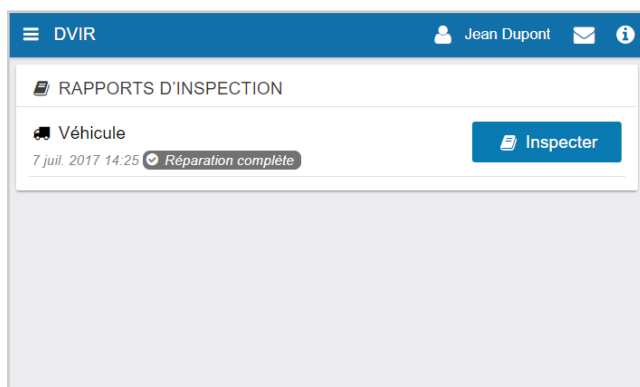 DVIR Jean Dupont
RAPPORTS D'INSPECTION
Véhicule
Inspecter
7 juil. 2017 14:25 Réparation complète